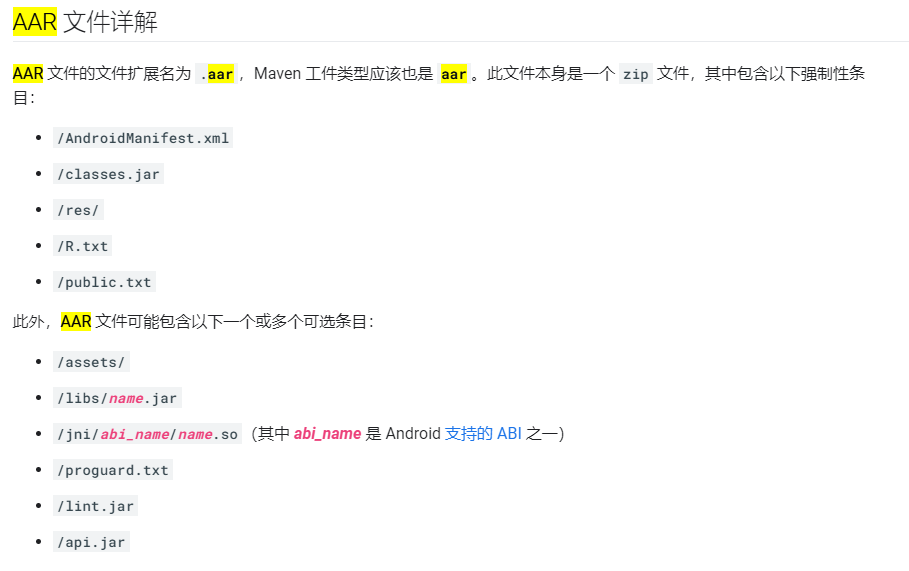 AAR 文件详解
AAR 文件的文件扩展名为 .aar，Maven 工件类型应该也是 aar。此文件本身是一个 zip 文件，其中包含以下强制性条
目：
/AndroidManifest.xml
/classes.jar
/res/
/R.txt
/public.txt
此外，AAR 文件可能包含以下一个或多个可选条目：
/assets/
/libs/name.jar
/jni/abi_name/name.so（其中 abi_name 是 Android 支持的 ABI 之一）
/proguard.txt
/lint.jar
/api.jar